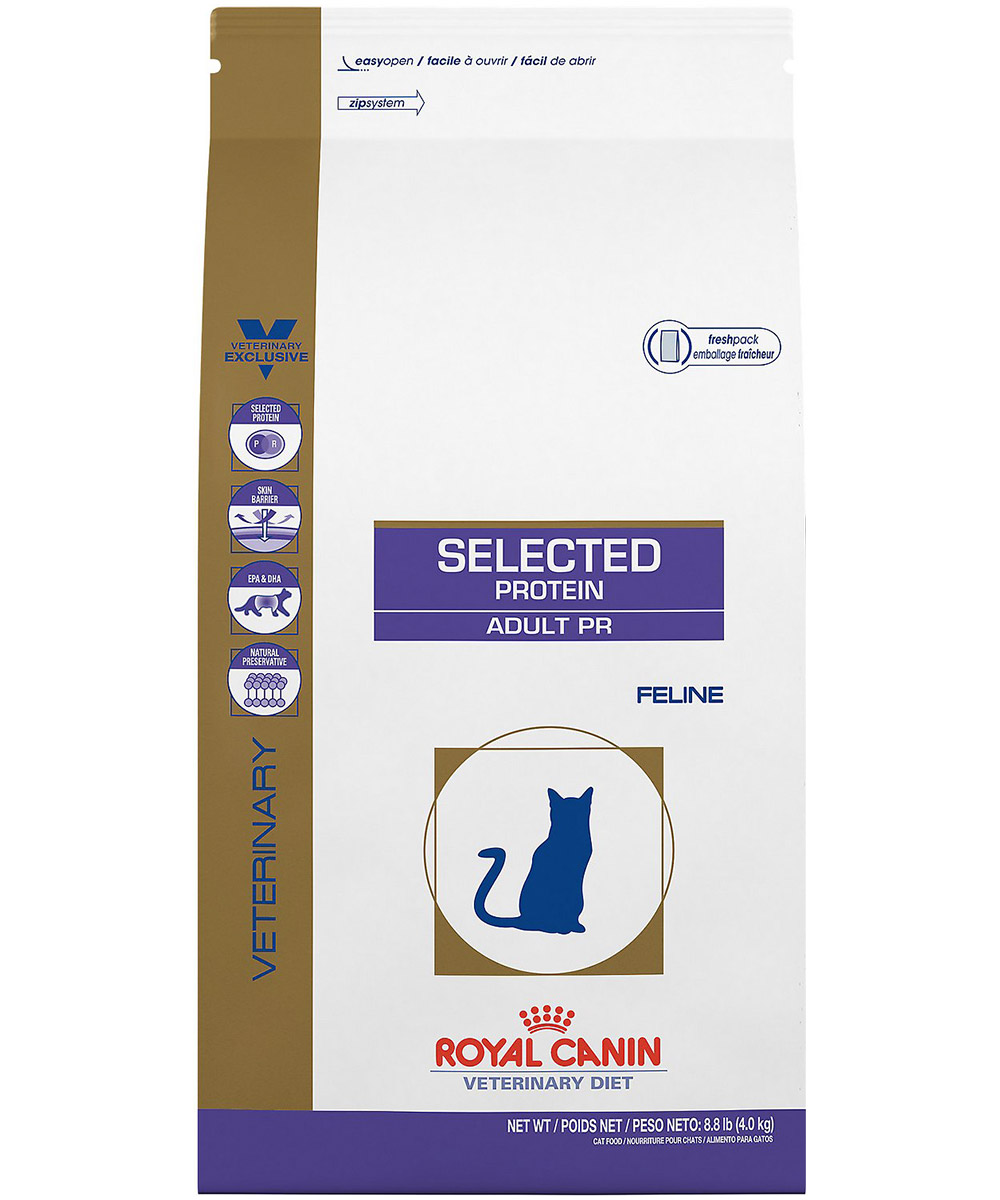 easyopen / facile à ouvrir / fácil de abrir
zipsystem
freshpack
emballage fraîcheur
VETERINARY
EXCLUSIVE
SELECTED
PROTEIN
P R
SKIN
BARRIER
EPA & DHA
NATURAL
PRESERVATIVE
VETERINARY
SELECTED
PROTEIN
ADULT PR
FELINE
ROYAL CANIN
VETERINARY DIET
NET WT / POIDS NET / PESO NETO: 8.8 lb (4.0 kg)
CAT FOOD / NOURRITURE POUR CHATS / ALIMENTO PARA GATOS